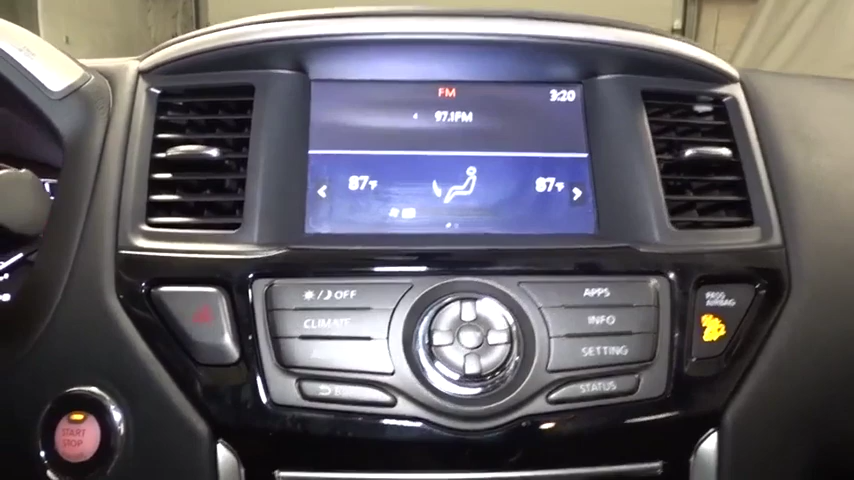 FM
3:20
97.1FM
87°F
87°F
OFF
APPS
CLIMATE
INFO
SETTING
STATUS
PASS
AIRBAG
START
STOP